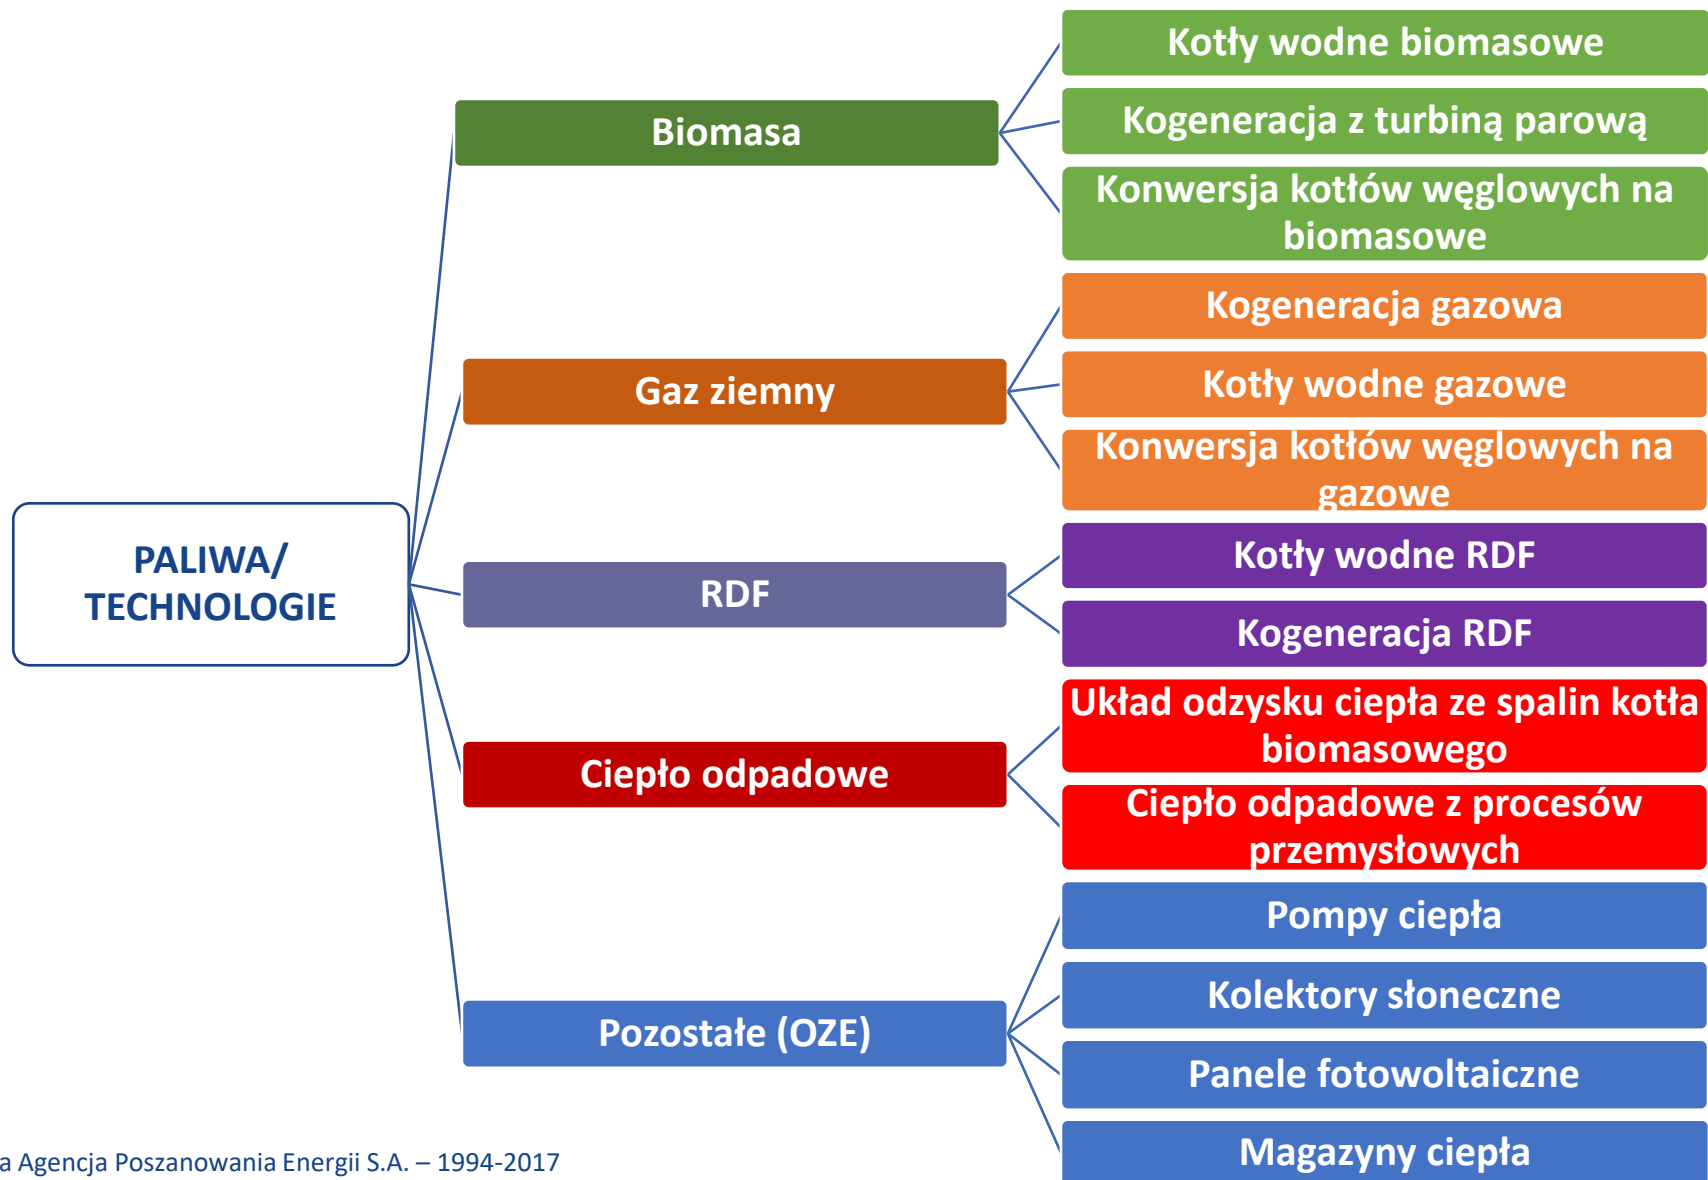 PALIWA/
TECHNOLOGIE
Biomasa
Kotły wodne biomasowe
Kogeneracja z turbiną parową
Konwersja kotłów węglowych na
biomasowe
Gaz ziemny
Kogeneracja gazowa
Kotły wodne gazowe
Konwersja kotłów węglowych na
gazowe
RDF
Kotły wodne RDF
Kogeneracja RDF
Ciepło odpadowe
Układ odzysku ciepła ze spalin kotła
biomasowego
Ciepło odpadowe z procesów
przemysłowych
Pozostałe (OZE)
Pompy ciepła
Kolektory słoneczne
Panele fotowoltaiczne
Magazyny ciepła
a Agencja Poszanowania Energii S.A. – 1994-2017